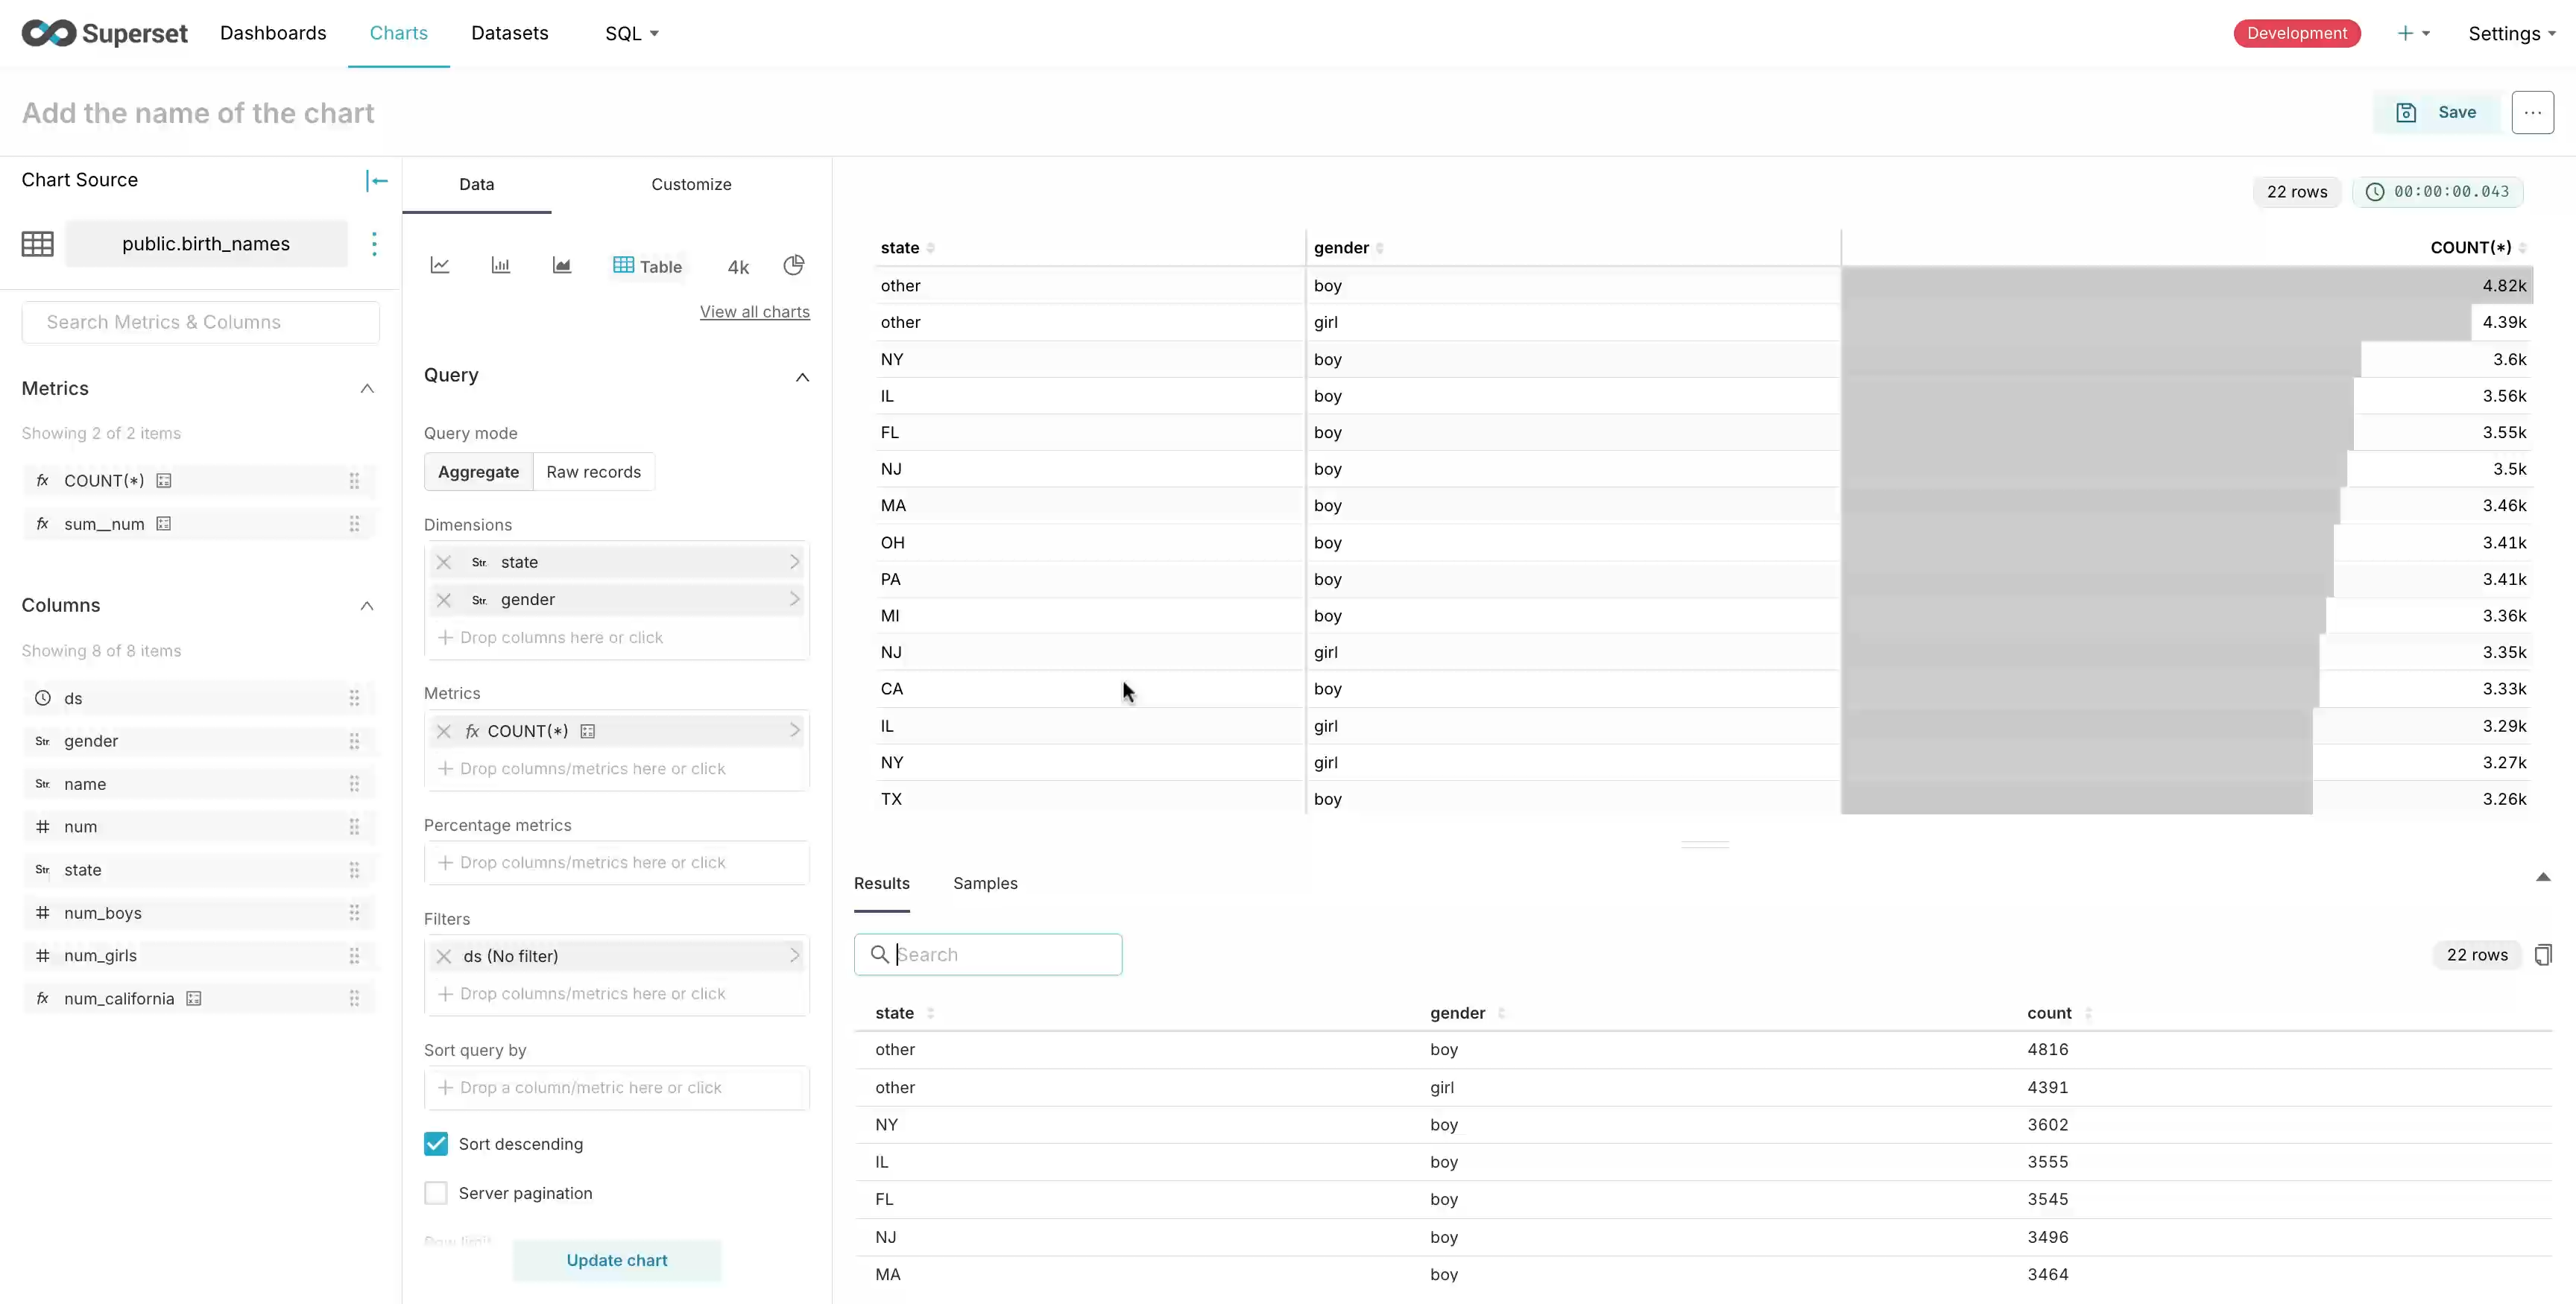 Superset Dashboards Charts Datasets SQL Development + Settings
Add the name of the chart
Save
Chart Source
public.birth_names
Search Metrics & Columns
Metrics
Showing 2 of 2 items
fx COUNT(*)
fx sum__num
Columns
Showing 8 of 8 items
ds
Str. gender
Str. name
# num
Str. state
# num_boys
# num_girls
fx num_california
Data Customize
Table 4k
View all charts
Query
Query mode
Aggregate Raw records
Dimensions
Str. state
Str. gender
+ Drop columns here or click
Metrics
fx COUNT(*)
+ Drop columns/metrics here or click
Percentage metrics
+ Drop columns/metrics here or click
Filters
ds (No filter)
+ Drop columns/metrics here or click
Sort query by
+ Drop a column/metric here or click
Sort descending
Server pagination
Row limit
Update chart
22 rows 00:00:00.043
state gender COUNT(*)
other boy 4.82k
other girl 4.39k
NY boy 3.6k
IL boy 3.56k
FL boy 3.55k
NJ boy 3.5k
MA boy 3.46k
OH boy 3.41k
PA boy 3.41k
MI boy 3.36k
NJ girl 3.35k
CA boy 3.33k
IL girl 3.29k
NY girl 3.27k
TX boy 3.26k
Results Samples
Search
22 rows
state gender count
other boy 4816
other girl 4391
NY boy 3602
IL boy 3555
FL boy 3545
NJ boy 3496
MA boy 3464